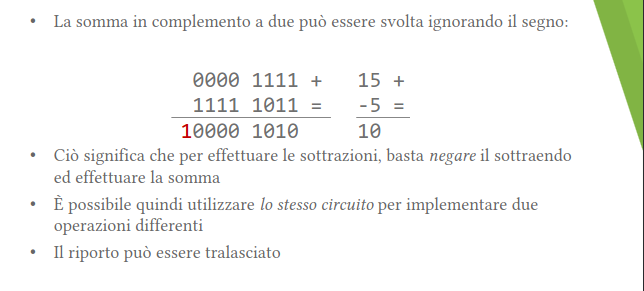 • La somma in complemento a due può essere svolta ignorando il segno:
0000 1111 + 15 +
1111 1011 = -5 =
10000 1010 10
• Ciò significa che per effettuare le sottrazioni, basta negare il sottraendo
ed effettuare la somma
• È possibile quindi utilizzare lo stesso circuito per implementare due
operazioni differenti
• Il riporto può essere tralasciato